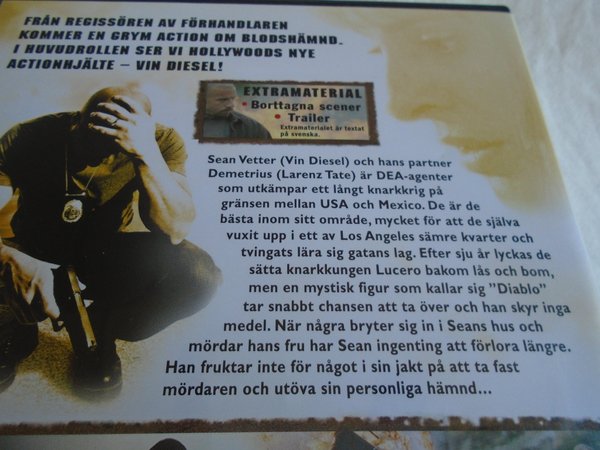 FRÅN REGISSÖREN AV FÖRHANDLAREN
KOMMER EN GRYM ACTION OM BLODSHÄMND.
I HUVUDROLLEN SER VI HOLLYWOODS NYE
ACTIONHJÄLTE – VIN DIESEL!
EXTRAMATERIAL
• Borttagna scener
• Trailer
Extramaterialet är textat
på svenska.
Sean Vetter (Vin Diesel) och hans partner
Demetrius (Larenz Tate) är DEA-agenter
som utkämpar ett långt knarkkrig på
gränsen mellan USA och Mexico. De är de
bästa inom sitt område, mycket för att de själva
vuxit upp i ett av Los Angeles sämre kvarter och
tvingats lära sig gatans lag. Efter sju år lyckas de
sätta knarkkungen Lucero bakom lås och bom,
men en mystisk figur som kallar sig ”Diablo”
tar snabbt chansen att ta över och han skyr inga
medel. När några bryter sig in i Seans hus och
mördar hans fru har Sean ingenting att förlora längre.
Han fruktar inte för något i sin jakt på att ta fast
mördaren och utöva sin personliga hämnd...